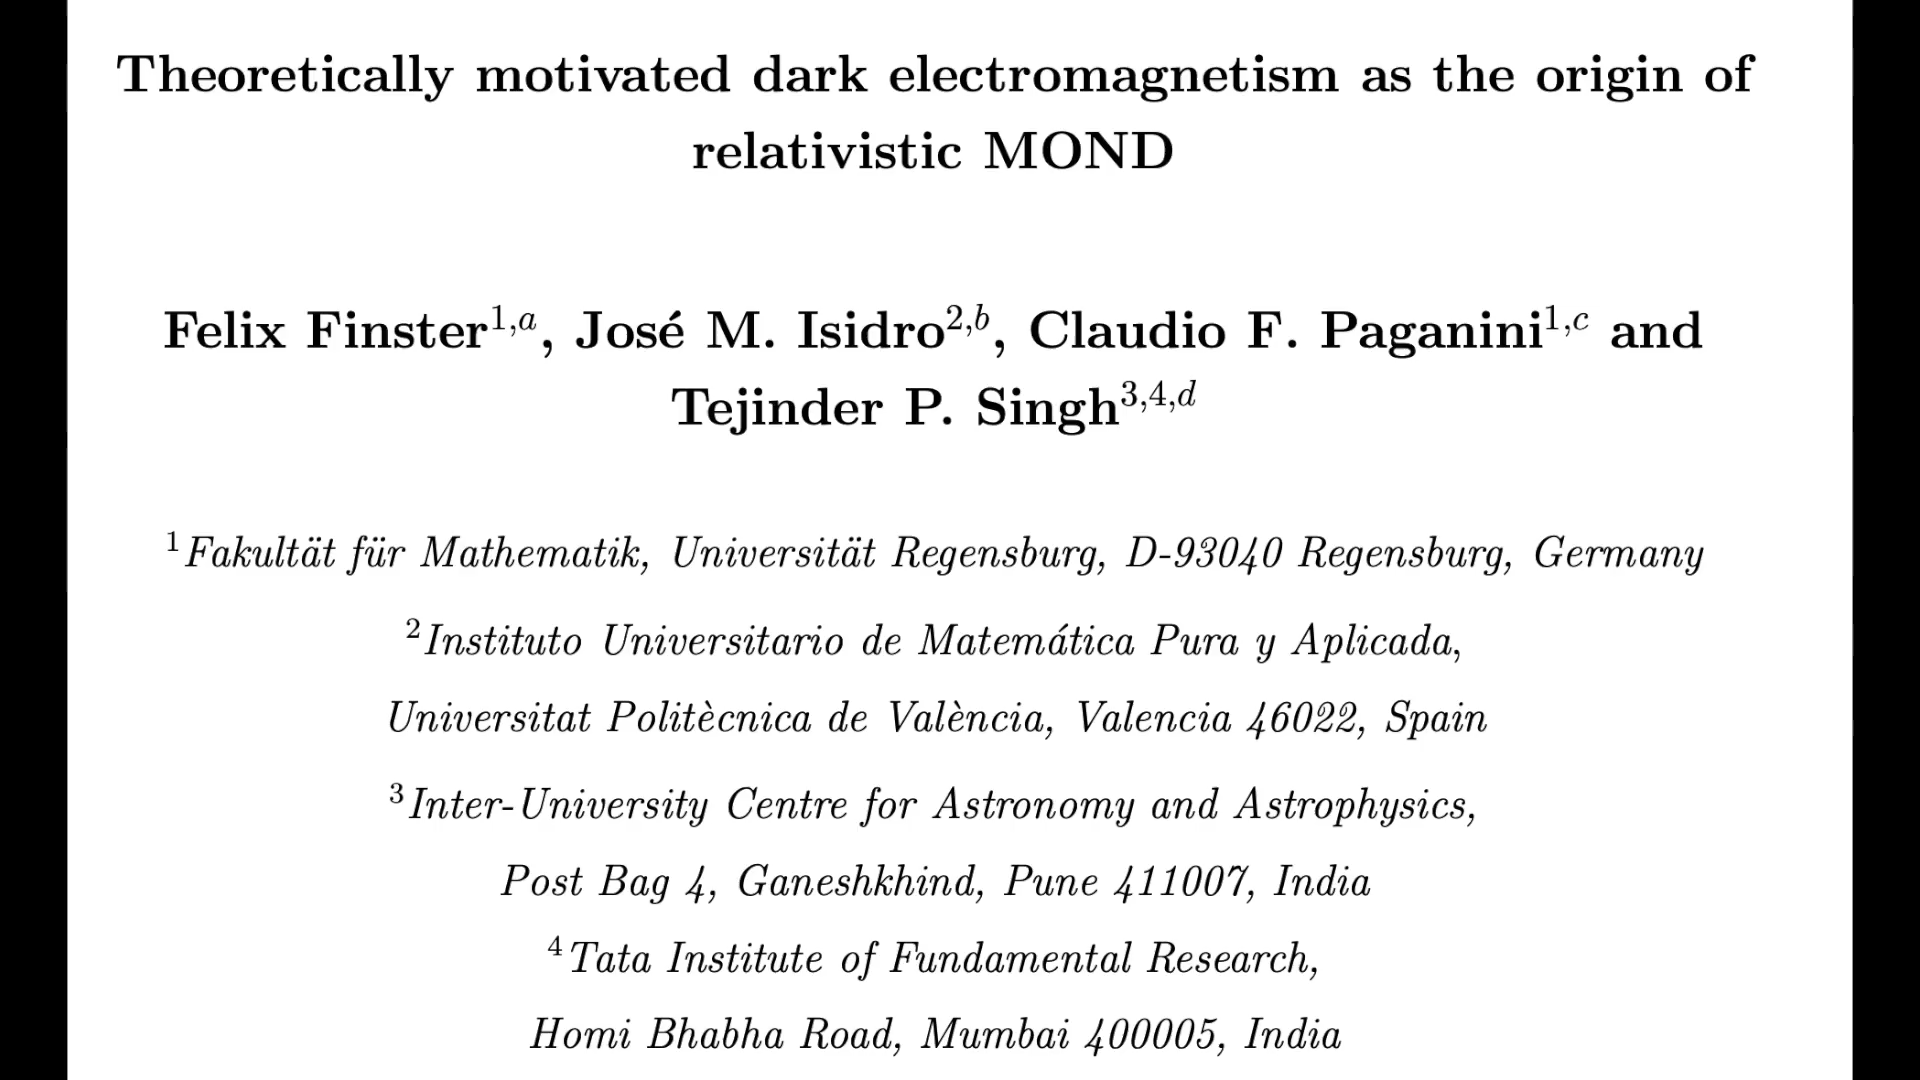 Theoretically motivated dark electromagnetism as the origin of
relativistic MOND
Felix Finster1,a, José M. Isidro2,b, Claudio F. Paganini1,c and
Tejinder P. Singh3,4,d
1Fakultät für Mathematik, Universität Regensburg, D-93040 Regensburg, Germany
2Instituto Universitario de Matemática Pura y Aplicada,
Universitat Politècnica de València, Valencia 46022, Spain
3Inter-University Centre for Astronomy and Astrophysics,
Post Bag 4, Ganeshkhind, Pune 411007, India
4Tata Institute of Fundamental Research,
Homi Bhabha Road, Mumbai 400005, India